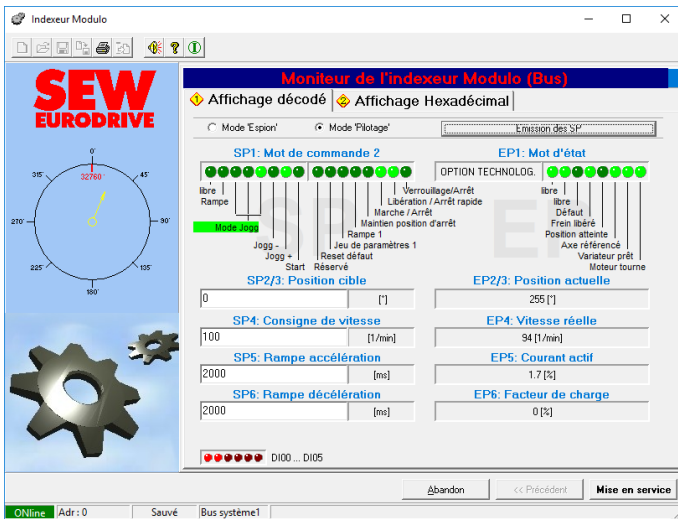 Indexeur Modulo
SEW
EURODRIVE
0'
315'
32760'
45'
270'
90'
225'
135'
180'
Moniteur de l'indexeur Modulo (Bus)
1 Affichage décodé
2 Affichage Hexadécimal
Mode 'Espion'
Mode 'Pilotage'
Emission des SP
SP1: Mot de commande 2
EP1: Mot d'état
OPTION TECHNOLOG.
SP
EP
libre
Rampe
Mode Jogg
Jogg -
Jogg +
Start
Verrouillage/Arrêt
Libération / Arrêt rapide
Marche / Arrêt
Maintien position d'arrêt
Rampe 1
Jeu de paramètres 1
Reset défaut
Réservé
libre
libre
Défaut
Frein libéré
Position atteinte
Axe référencé
Variateur prêt
Moteur tourne
SP2/3: Position cible
EP2/3: Position actuelle
0
[°]
255 [°]
SP4: Consigne de vitesse
EP4: Vitesse réelle
100
[1/min]
94 [1/min]
SP5: Rampe accélération
EP5: Courant actif
2000
[ms]
1.7 [%]
SP6: Rampe décélération
EP6: Facteur de charge
2000
[ms]
0 [%]
DI00 ... DI05
Abandon
<< Précédent
Mise en service
ONline
Adr : 0
Sauvé
Bus système1